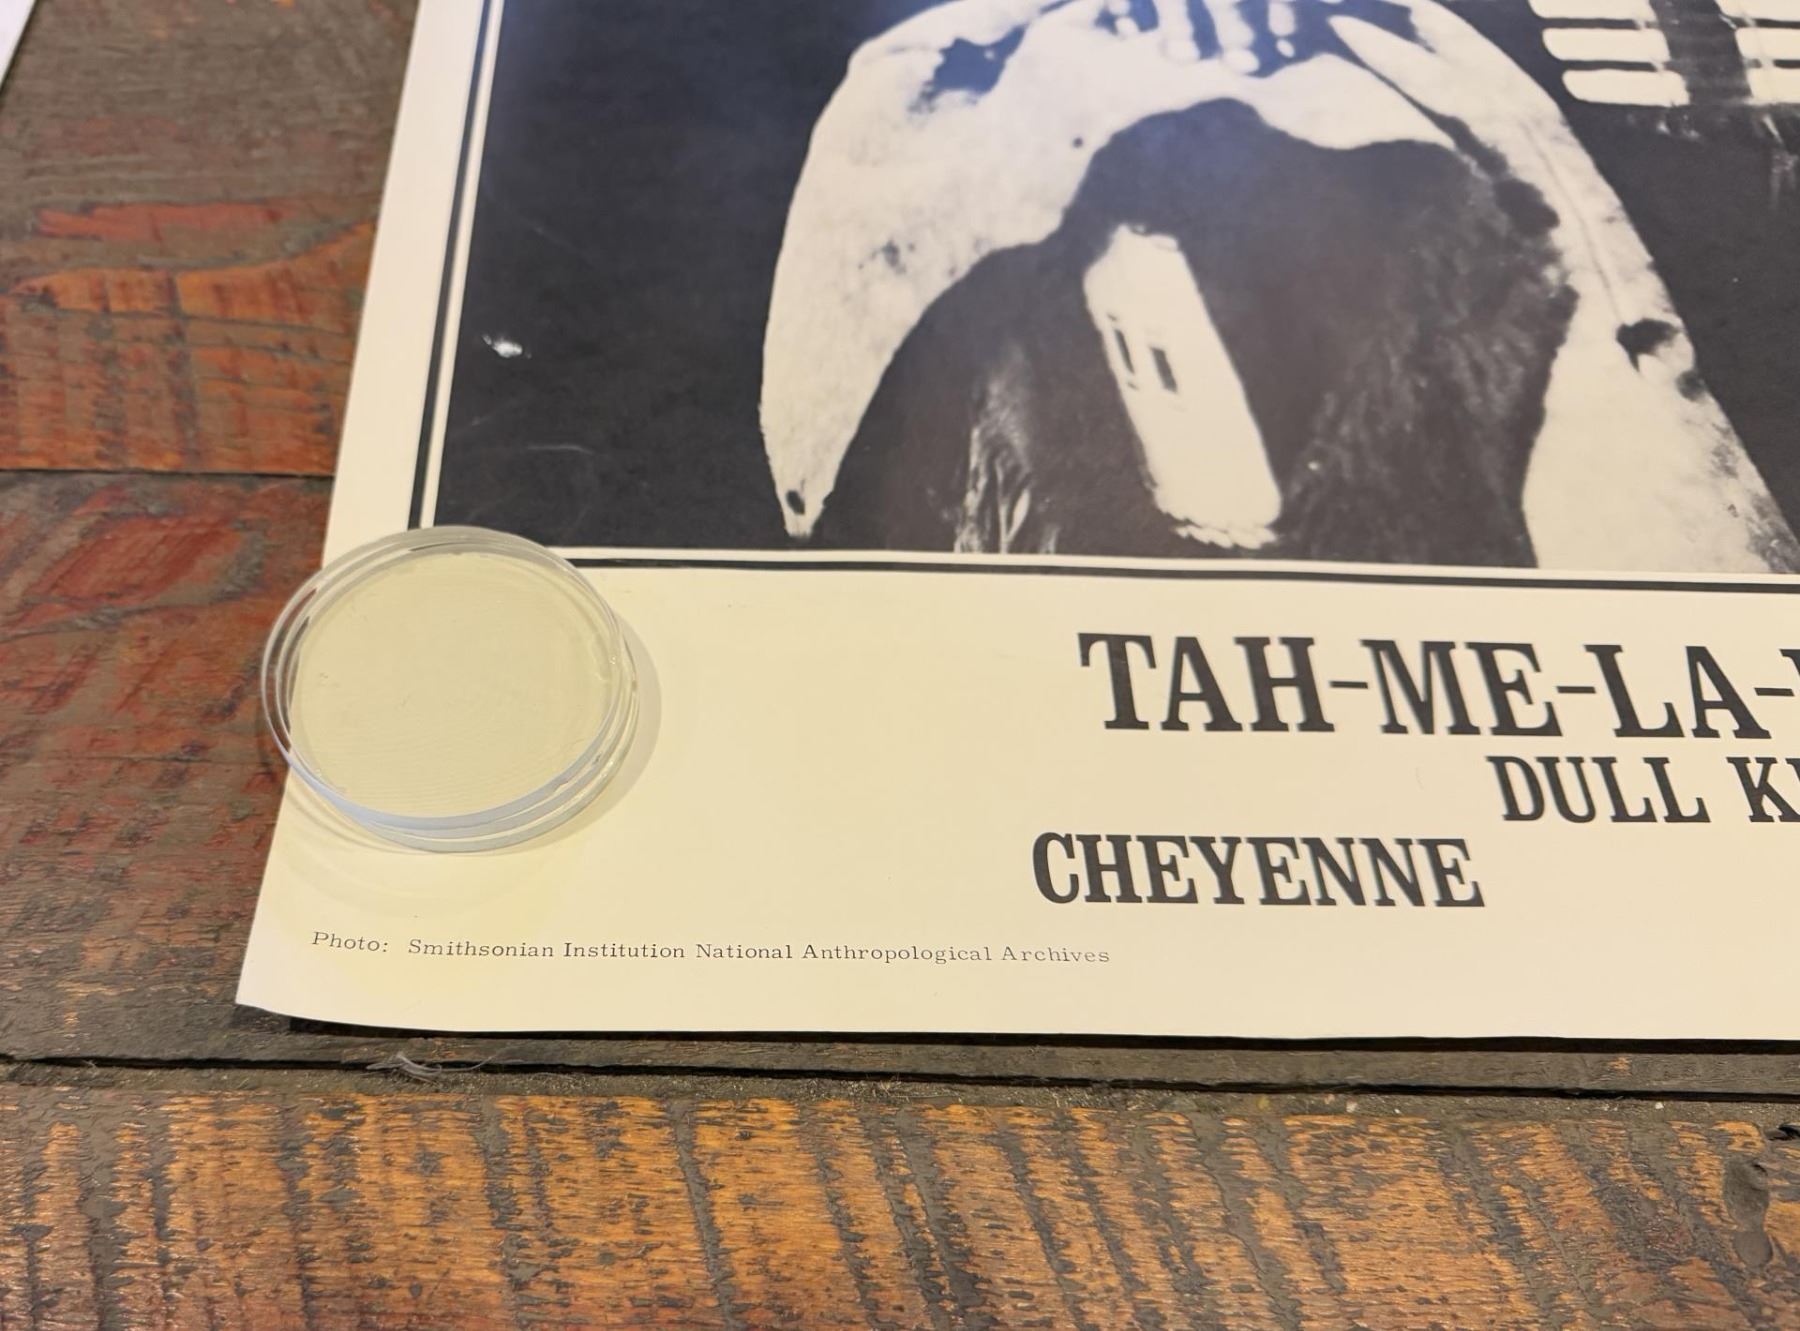 TAH-ME-LA-
DULL K
CHEYENNE
Photo: Smithsonian Institution National Anthropological Archives